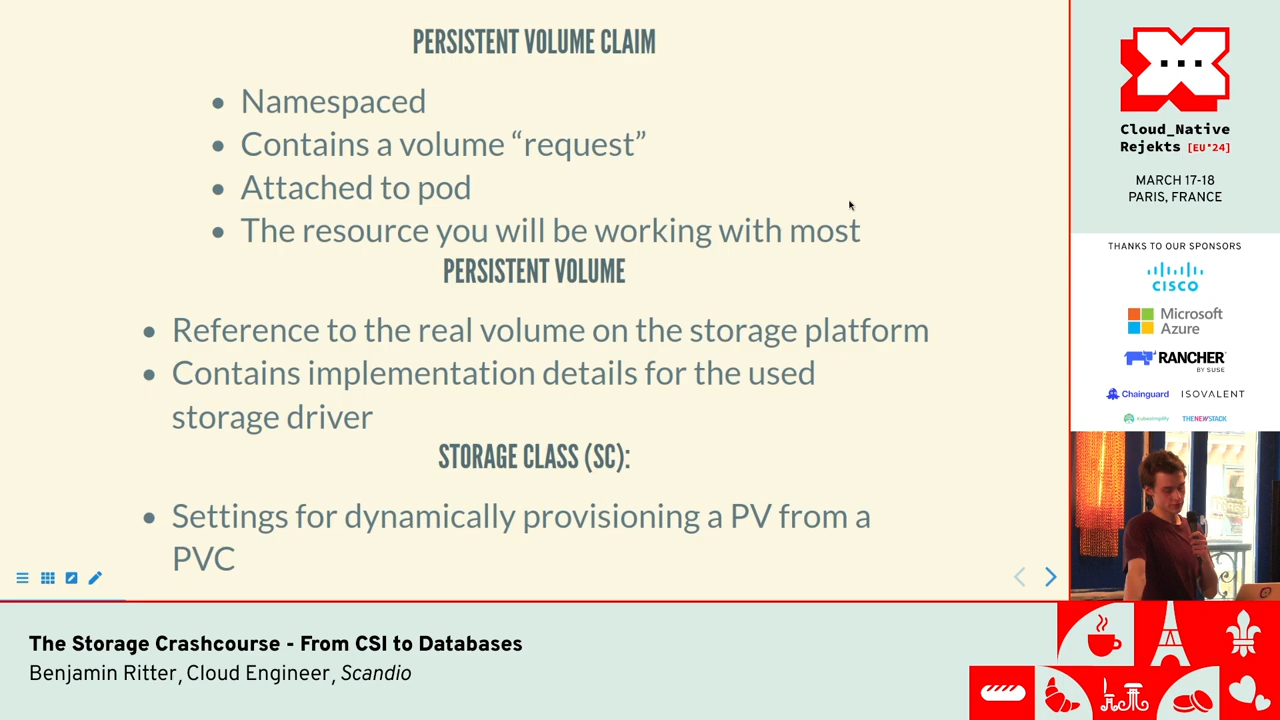 PERSISTENT VOLUME CLAIM
Namespaced
Contains a volume “request”
Attached to pod
The resource you will be working with most
PERSISTENT VOLUME
Reference to the real volume on the storage platform
Contains implementation details for the used
storage driver
STORAGE CLASS (SC):
Settings for dynamically provisioning a PV from a
PVC
Cloud_Native
Rejekts [EU'24]
MARCH 17-18
PARIS, FRANCE
THANKS TO OUR SPONSORS
CISCO
Microsoft
Azure
RANCHER
BY SUSE
Chainguard
ISOVALENT
kubesimplify
THENEWSTACK
The Storage Crashcourse - From CSI to Databases
Benjamin Ritter, Cloud Engineer, Scandio